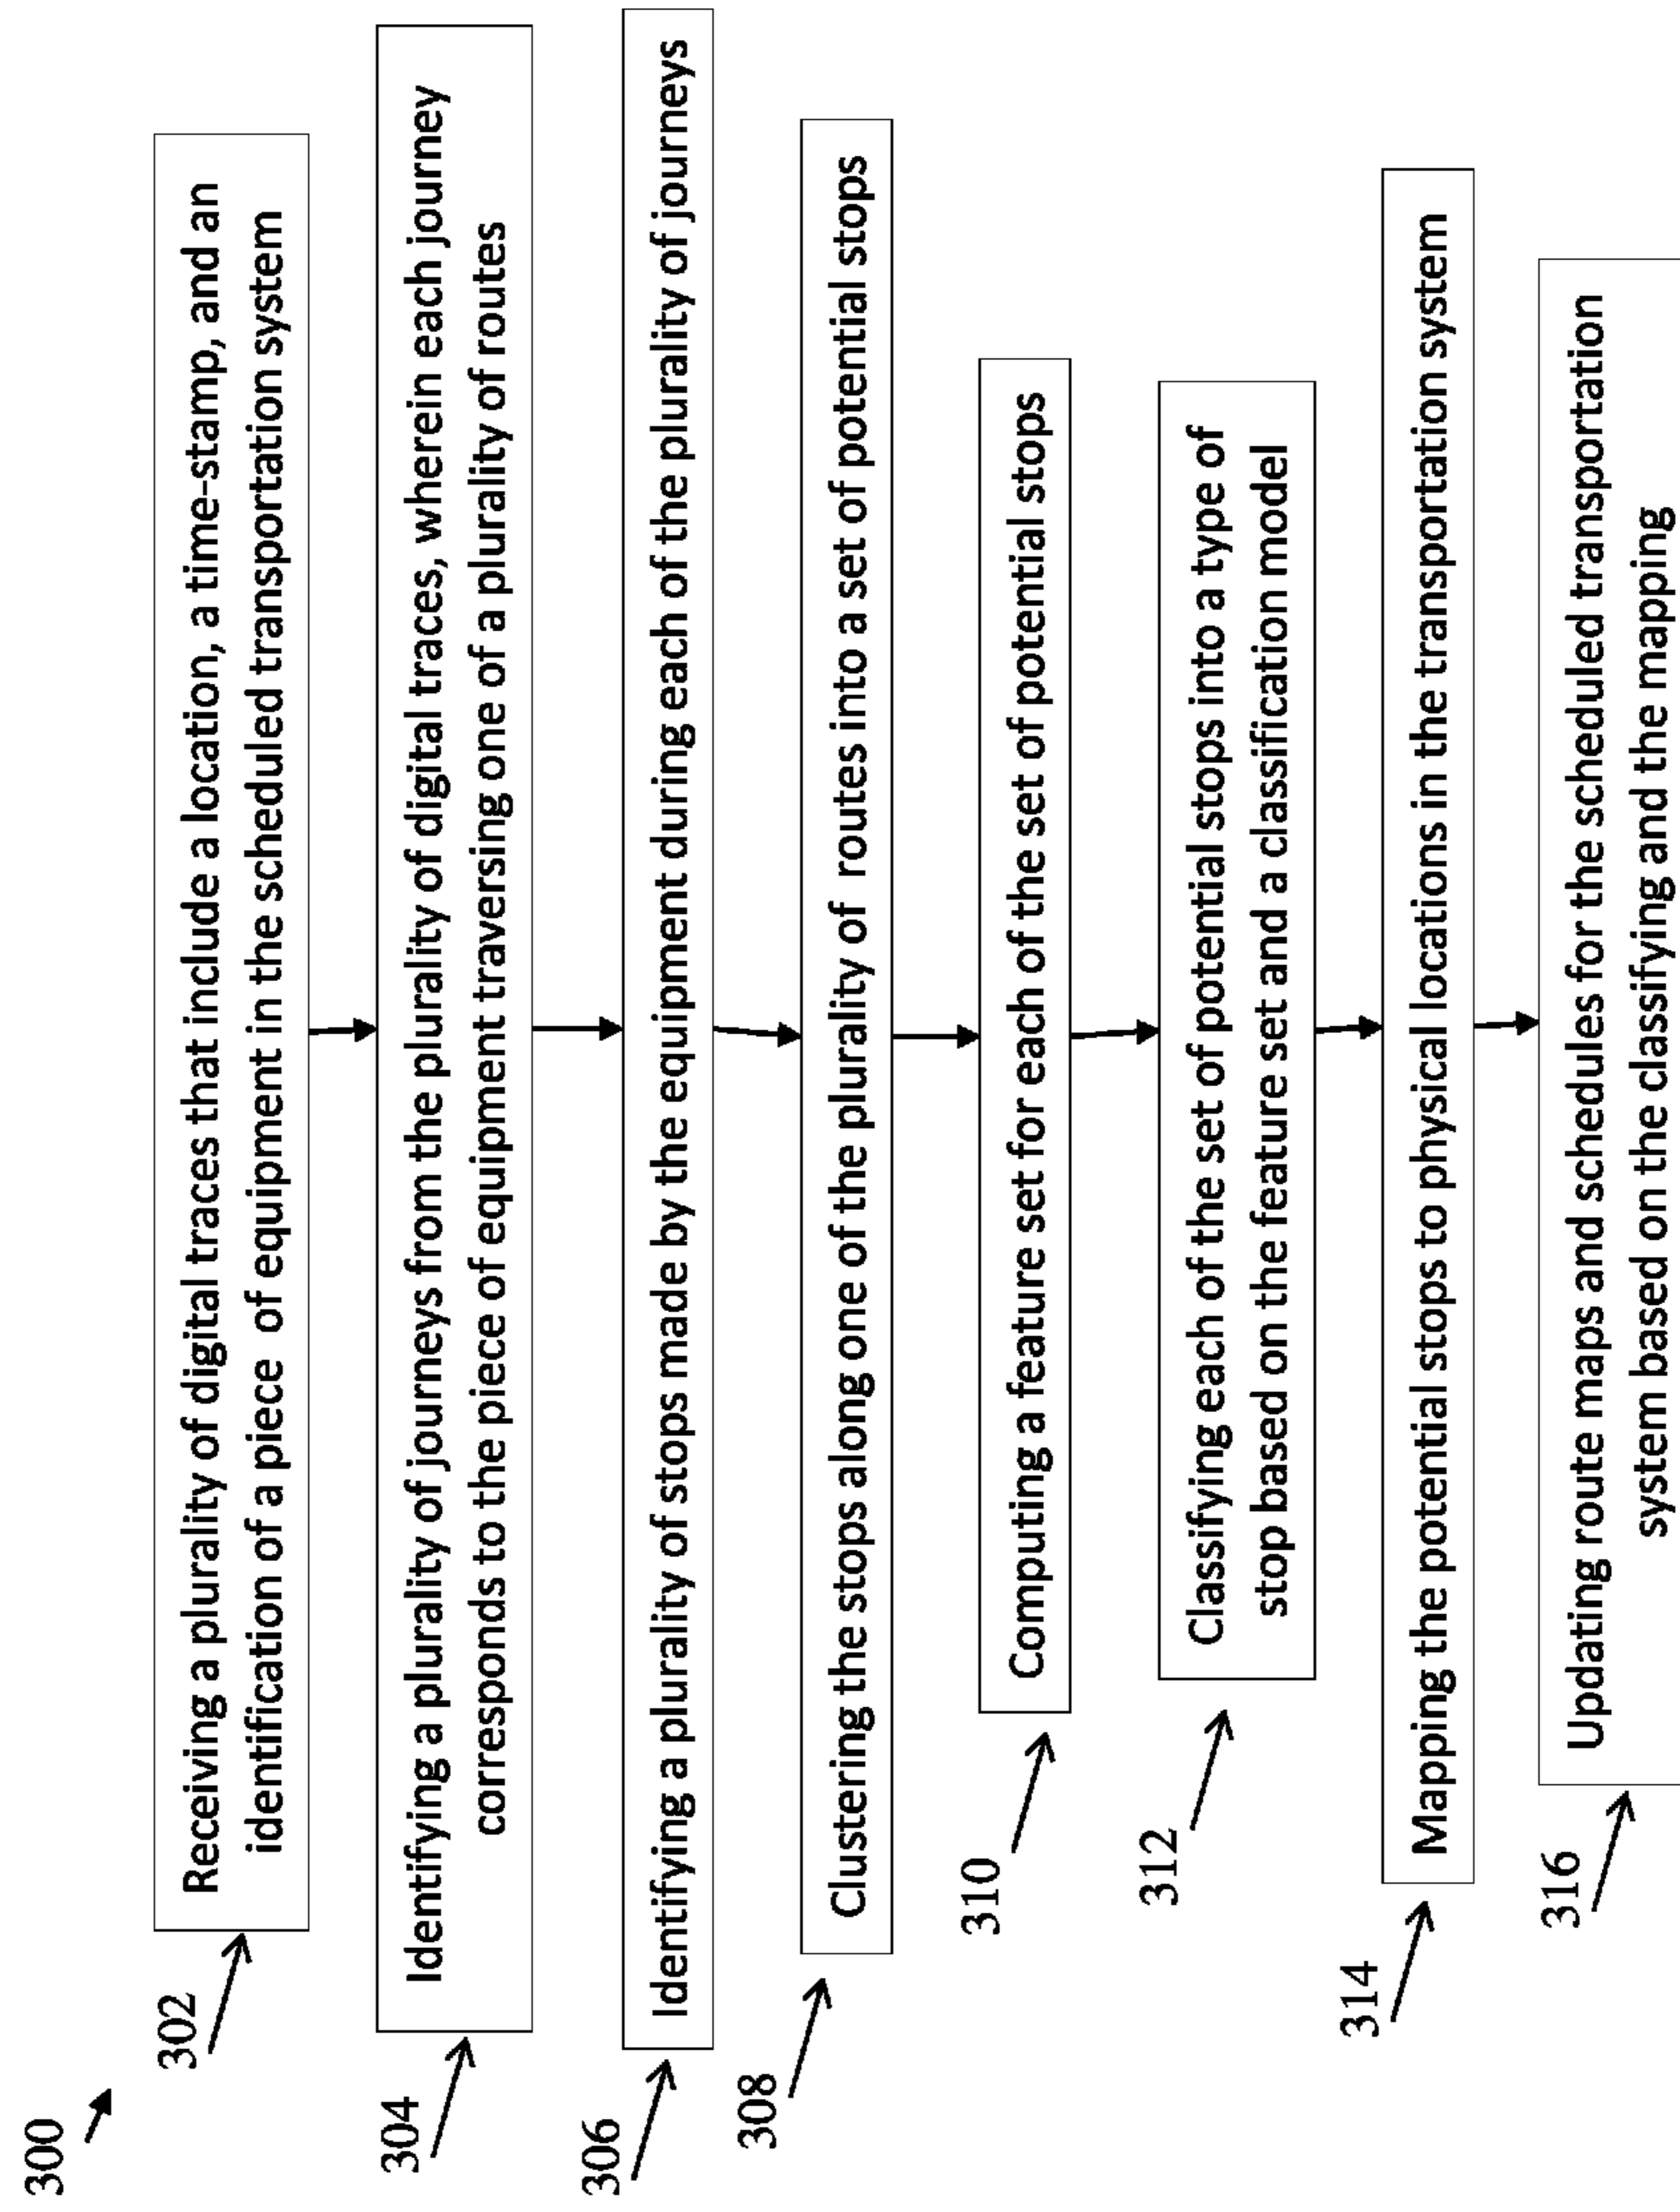 300
302
Receiving a plurality of digital traces that include a location, a time-stamp, and an
identification of a piece of equipment in the scheduled transportation system
304
Identifying a plurality of journeys from the plurality of digital traces, wherein each journey
corresponds to the piece of equipment traversing one of a plurality of routes
306
Identifying a plurality of stops made by the equipment during each of the plurality of journeys
308
Clustering the stops along one of the plurality of routes into a set of potential stops
310
Computing a feature set for each of the set of potential stops
312
Classifying each of the set of potential stops into a type of
stop based on the feature set and a classification model
314
Mapping the potential stops to physical locations in the transportation system
316
Updating route maps and schedules for the scheduled transportation
system based on the classifying and the mapping